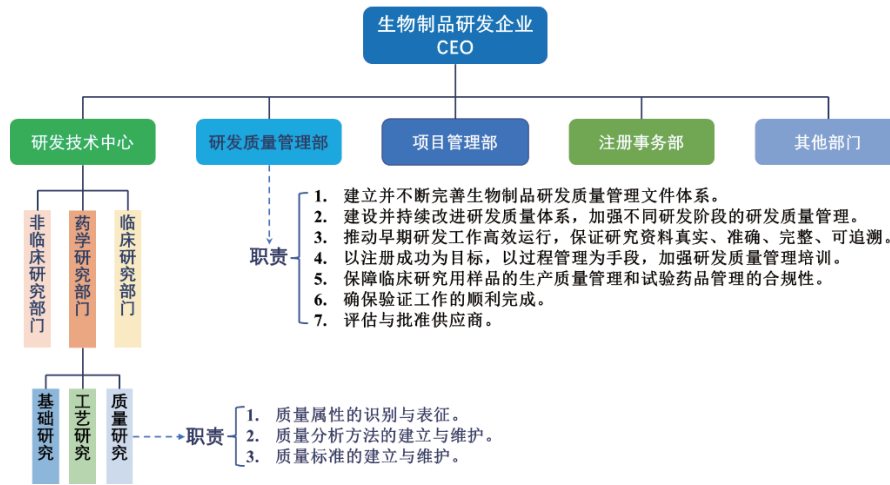 生物制品研发企业
CEO
研发技术中心
研发质量管理部
项目管理部
注册事务部
其他部门
非临床研究部门
药学研究部门
临床研究部门
职责
1. 建立并不断完善生物制品研发质量管理文件体系。
2. 建设并持续改进研发质量体系，加强不同研发阶段的研发质量管理。
3. 推动早期研发工作高效运行，保证研究资料真实、准确、完整、可追溯。
4. 以注册成功为目标，以过程管理为手段，加强研发质量管理培训。
5. 保障临床研究用样品的生产质量管理和试验药品管理的合规性。
6. 确保验证工作的顺利完成。
7. 评估与批准供应商。
基础研究
工艺研究
质量研究
职责
1. 质量属性的识别与表征。
2. 质量分析方法的建立与维护。
3. 质量标准的建立与维护。